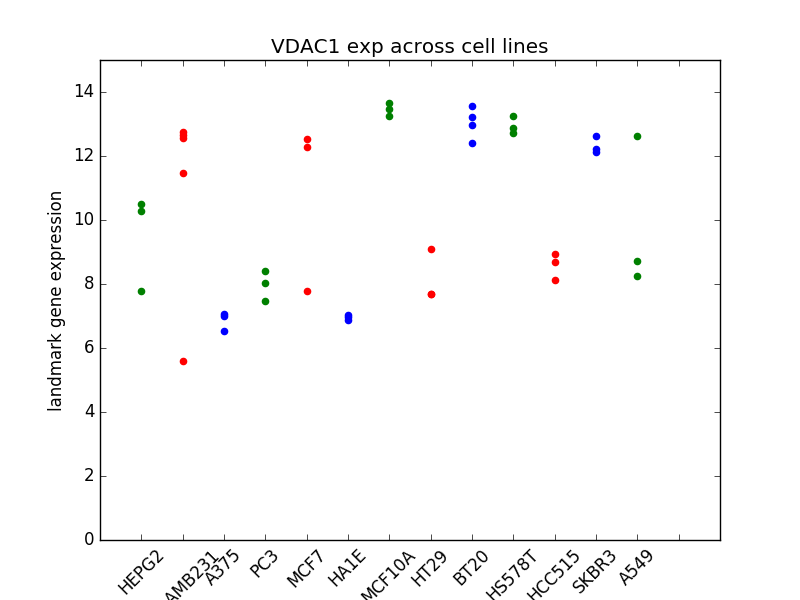 VDAC1 exp across cell lines
landmark gene expression
14
12
10
8
6
4
2
0
HEPG2
AMB231
A375
PC3
MCF7
HA1E
MCF10A
HT29
BT20
HS578T
HCC515
SKBR3
A549